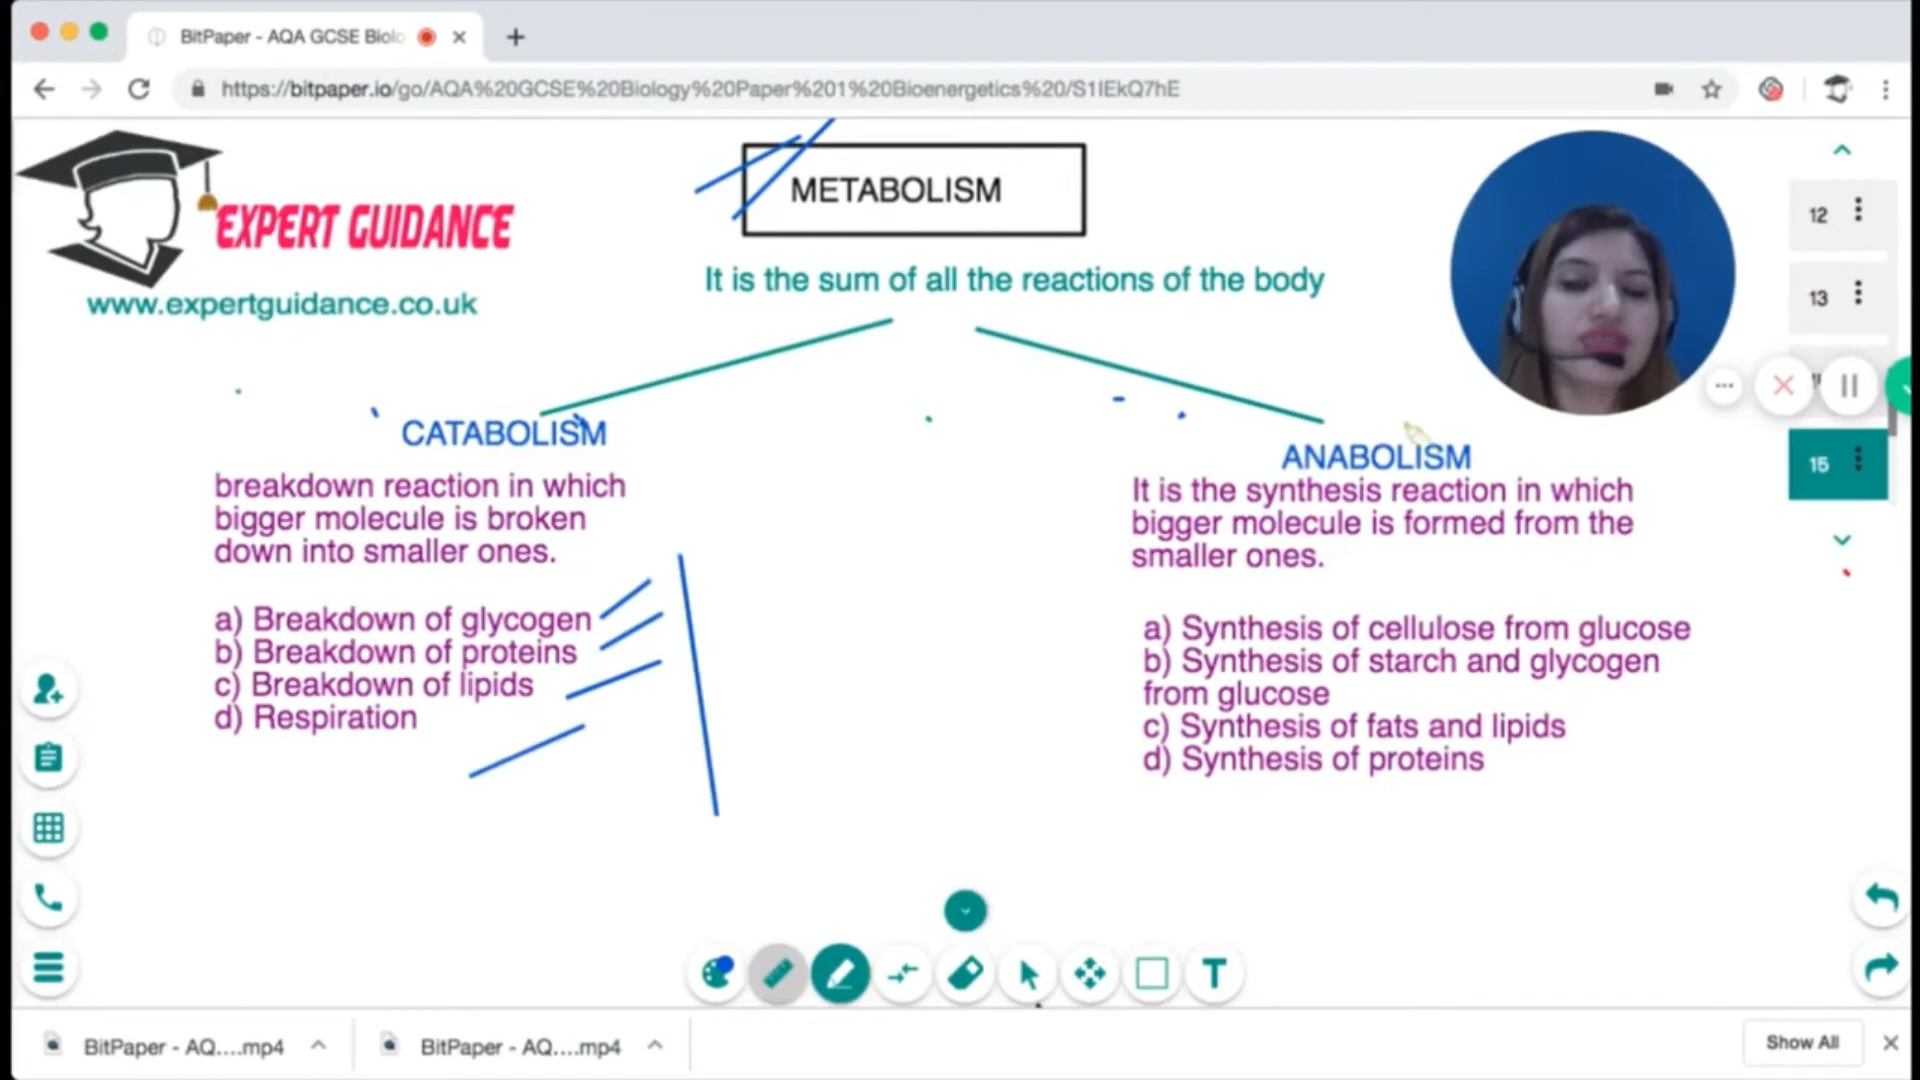 BitPaper - AQA GCSE Biolo
https://bitpaper.io/go/AQA%20GCSE%20Biology%20Paper%201%20Bioenergetics%20/S1IEkQ7hE
METABOLISM
EXPERT GUIDANCE
www.expertguidance.co.uk
It is the sum of all the reactions of the body
12
13
15
CATABOLISM
breakdown reaction in which
bigger molecule is broken
down into smaller ones.
a) Breakdown of glycogen
b) Breakdown of proteins
c) Breakdown of lipids
d) Respiration
ANABOLISM
It is the synthesis reaction in which
bigger molecule is formed from the
smaller ones.
a) Synthesis of cellulose from glucose
b) Synthesis of starch and glycogen
from glucose
c) Synthesis of fats and lipids
d) Synthesis of proteins
T
BitPaper - AQ....mp4
BitPaper - AQ....mp4
Show All